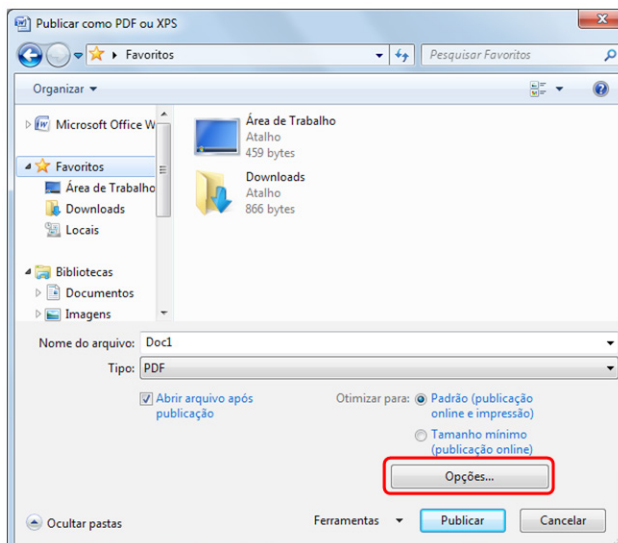 Publicar como PDF ou XPS
Favoritos
Pesquisar Favoritos
Organizar
Microsoft Office W
Favoritos
Área de Trabalho
Downloads
Locais
Bibliotecas
Documentos
Imagens
Área de Trabalho
Atalho
459 bytes
Downloads
Atalho
866 bytes
Nome do arquivo: Doc1
Tipo: PDF
Abrir arquivo após
publicação
Otimizar para: Padrão (publicação
online e impressão)
Tamanho mínimo
(publicação online)
Opções...
Ocultar pastas
Ferramentas
Publicar
Cancelar